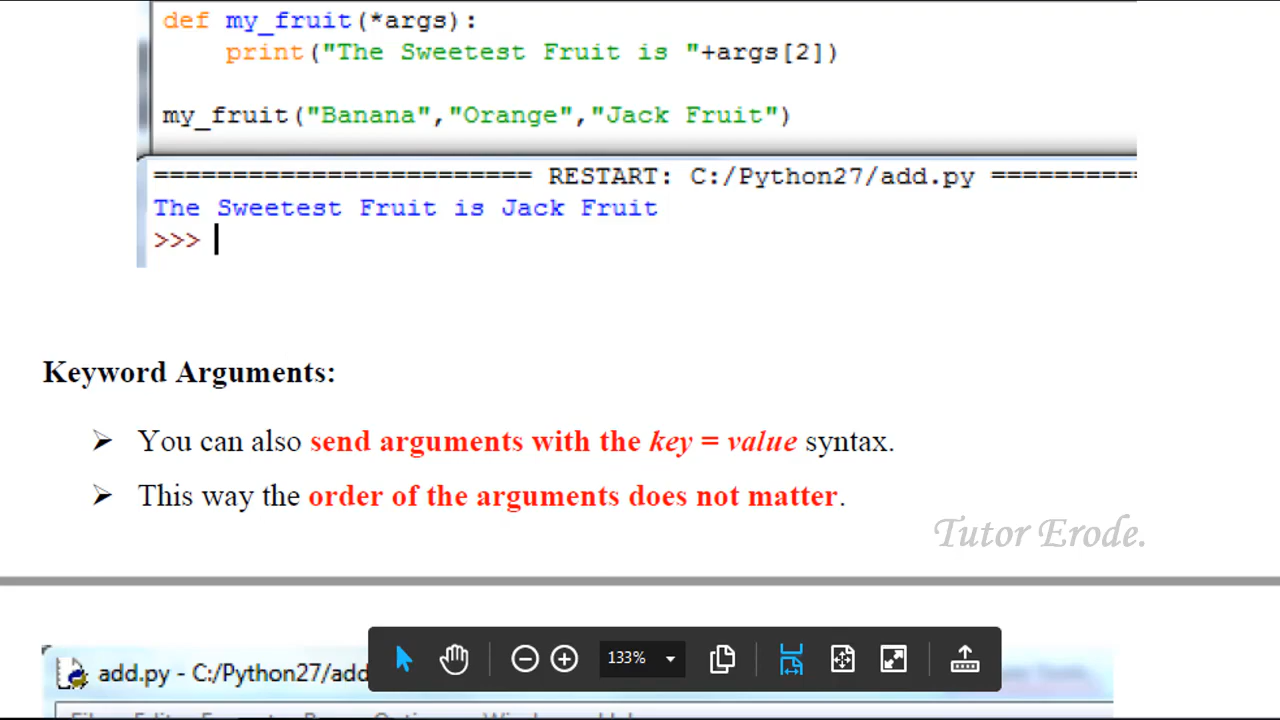 def my_fruit(*args):
    print("The Sweetest Fruit is "+args[2])
my_fruit("Banana","Orange","Jack Fruit")
======================== RESTART: C:/Python27/add.py ==========
The Sweetest Fruit is Jack Fruit
>>>
Keyword Arguments:
➢ You can also send arguments with the key = value syntax.
➢ This way the order of the arguments does not matter.
Tutor Erode.
133%
add.py - C:/Python27/add